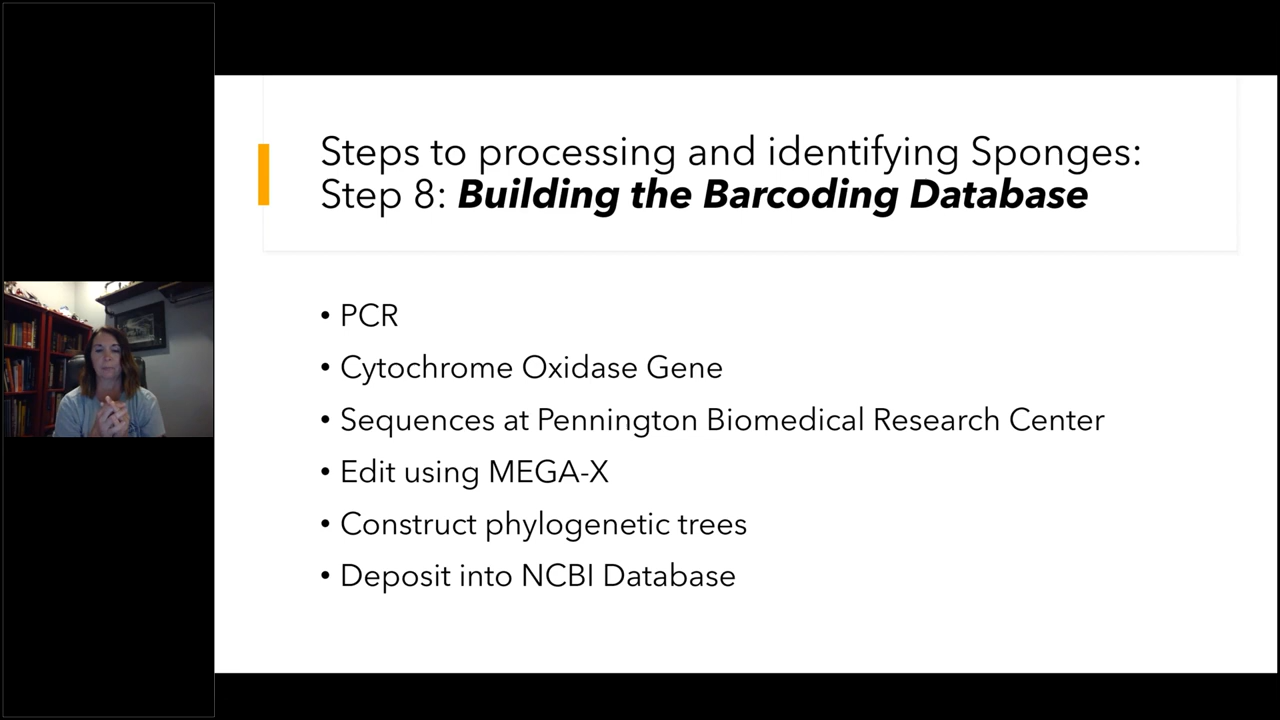 Steps to processing and identifying Sponges:
Step 8: Building the Barcoding Database
• PCR
• Cytochrome Oxidase Gene
• Sequences at Pennington Biomedical Research Center
• Edit using MEGA-X
• Construct phylogenetic trees
• Deposit into NCBI Database